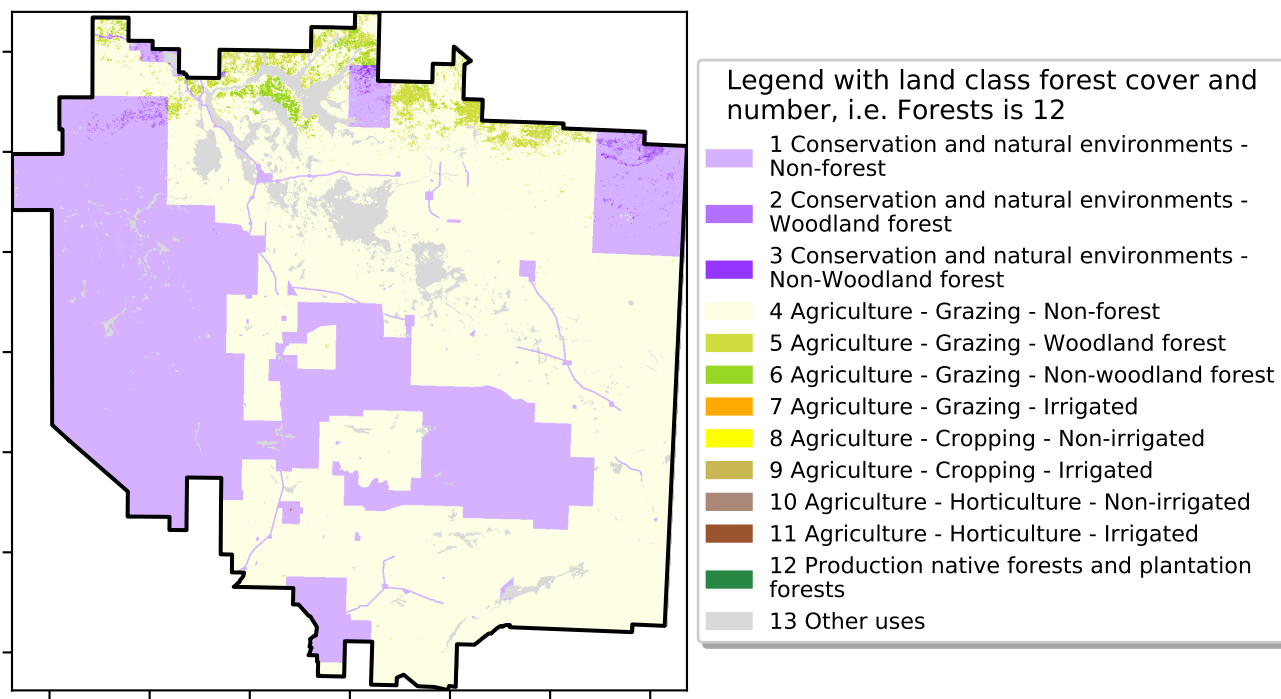 Legend with land class forest cover and
number, i.e. Forests is 12
1 Conservation and natural environments -
Non-forest
2 Conservation and natural environments -
Woodland forest
3 Conservation and natural environments -
Non-Woodland forest
4 Agriculture - Grazing - Non-forest
5 Agriculture - Grazing - Woodland forest
6 Agriculture - Grazing - Non-woodland forest
7 Agriculture - Grazing - Irrigated
8 Agriculture - Cropping - Non-irrigated
9 Agriculture - Cropping - Irrigated
10 Agriculture - Horticulture - Non-irrigated
11 Agriculture - Horticulture - Irrigated
12 Production native forests and plantation
forests
13 Other uses